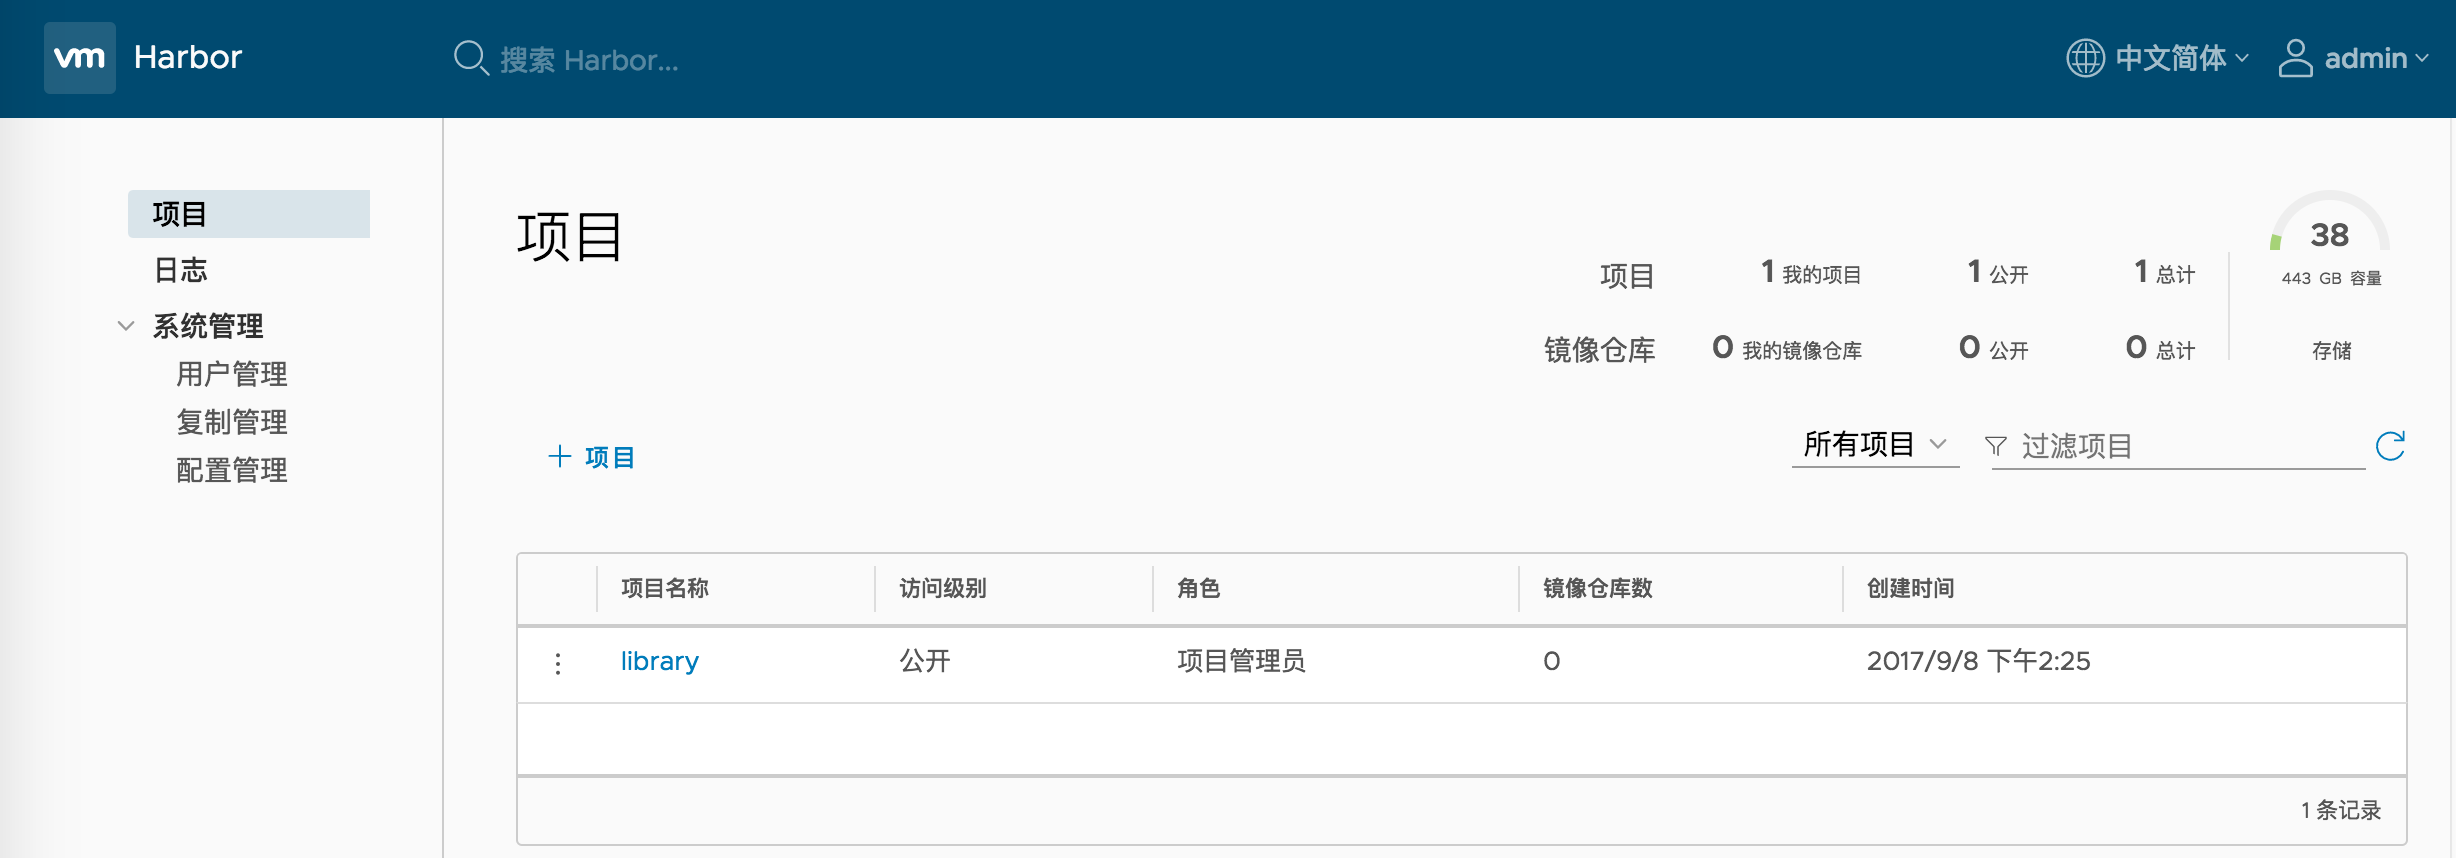 vm Harbor 搜索 Harbor... 中文简体 admin
项目
日志
系统管理
用户管理
复制管理
配置管理
项目
项目 1 我的项目 1 公开 1 总计
镜像仓库 0 我的镜像仓库 0 公开 0 总计
38
443 GB 容量
存储
+ 项目 所有项目 过滤项目
项目名称 访问级别 角色 镜像仓库数 创建时间
library 公开 项目管理员 0 2017/9/8 下午2:25
1 条记录